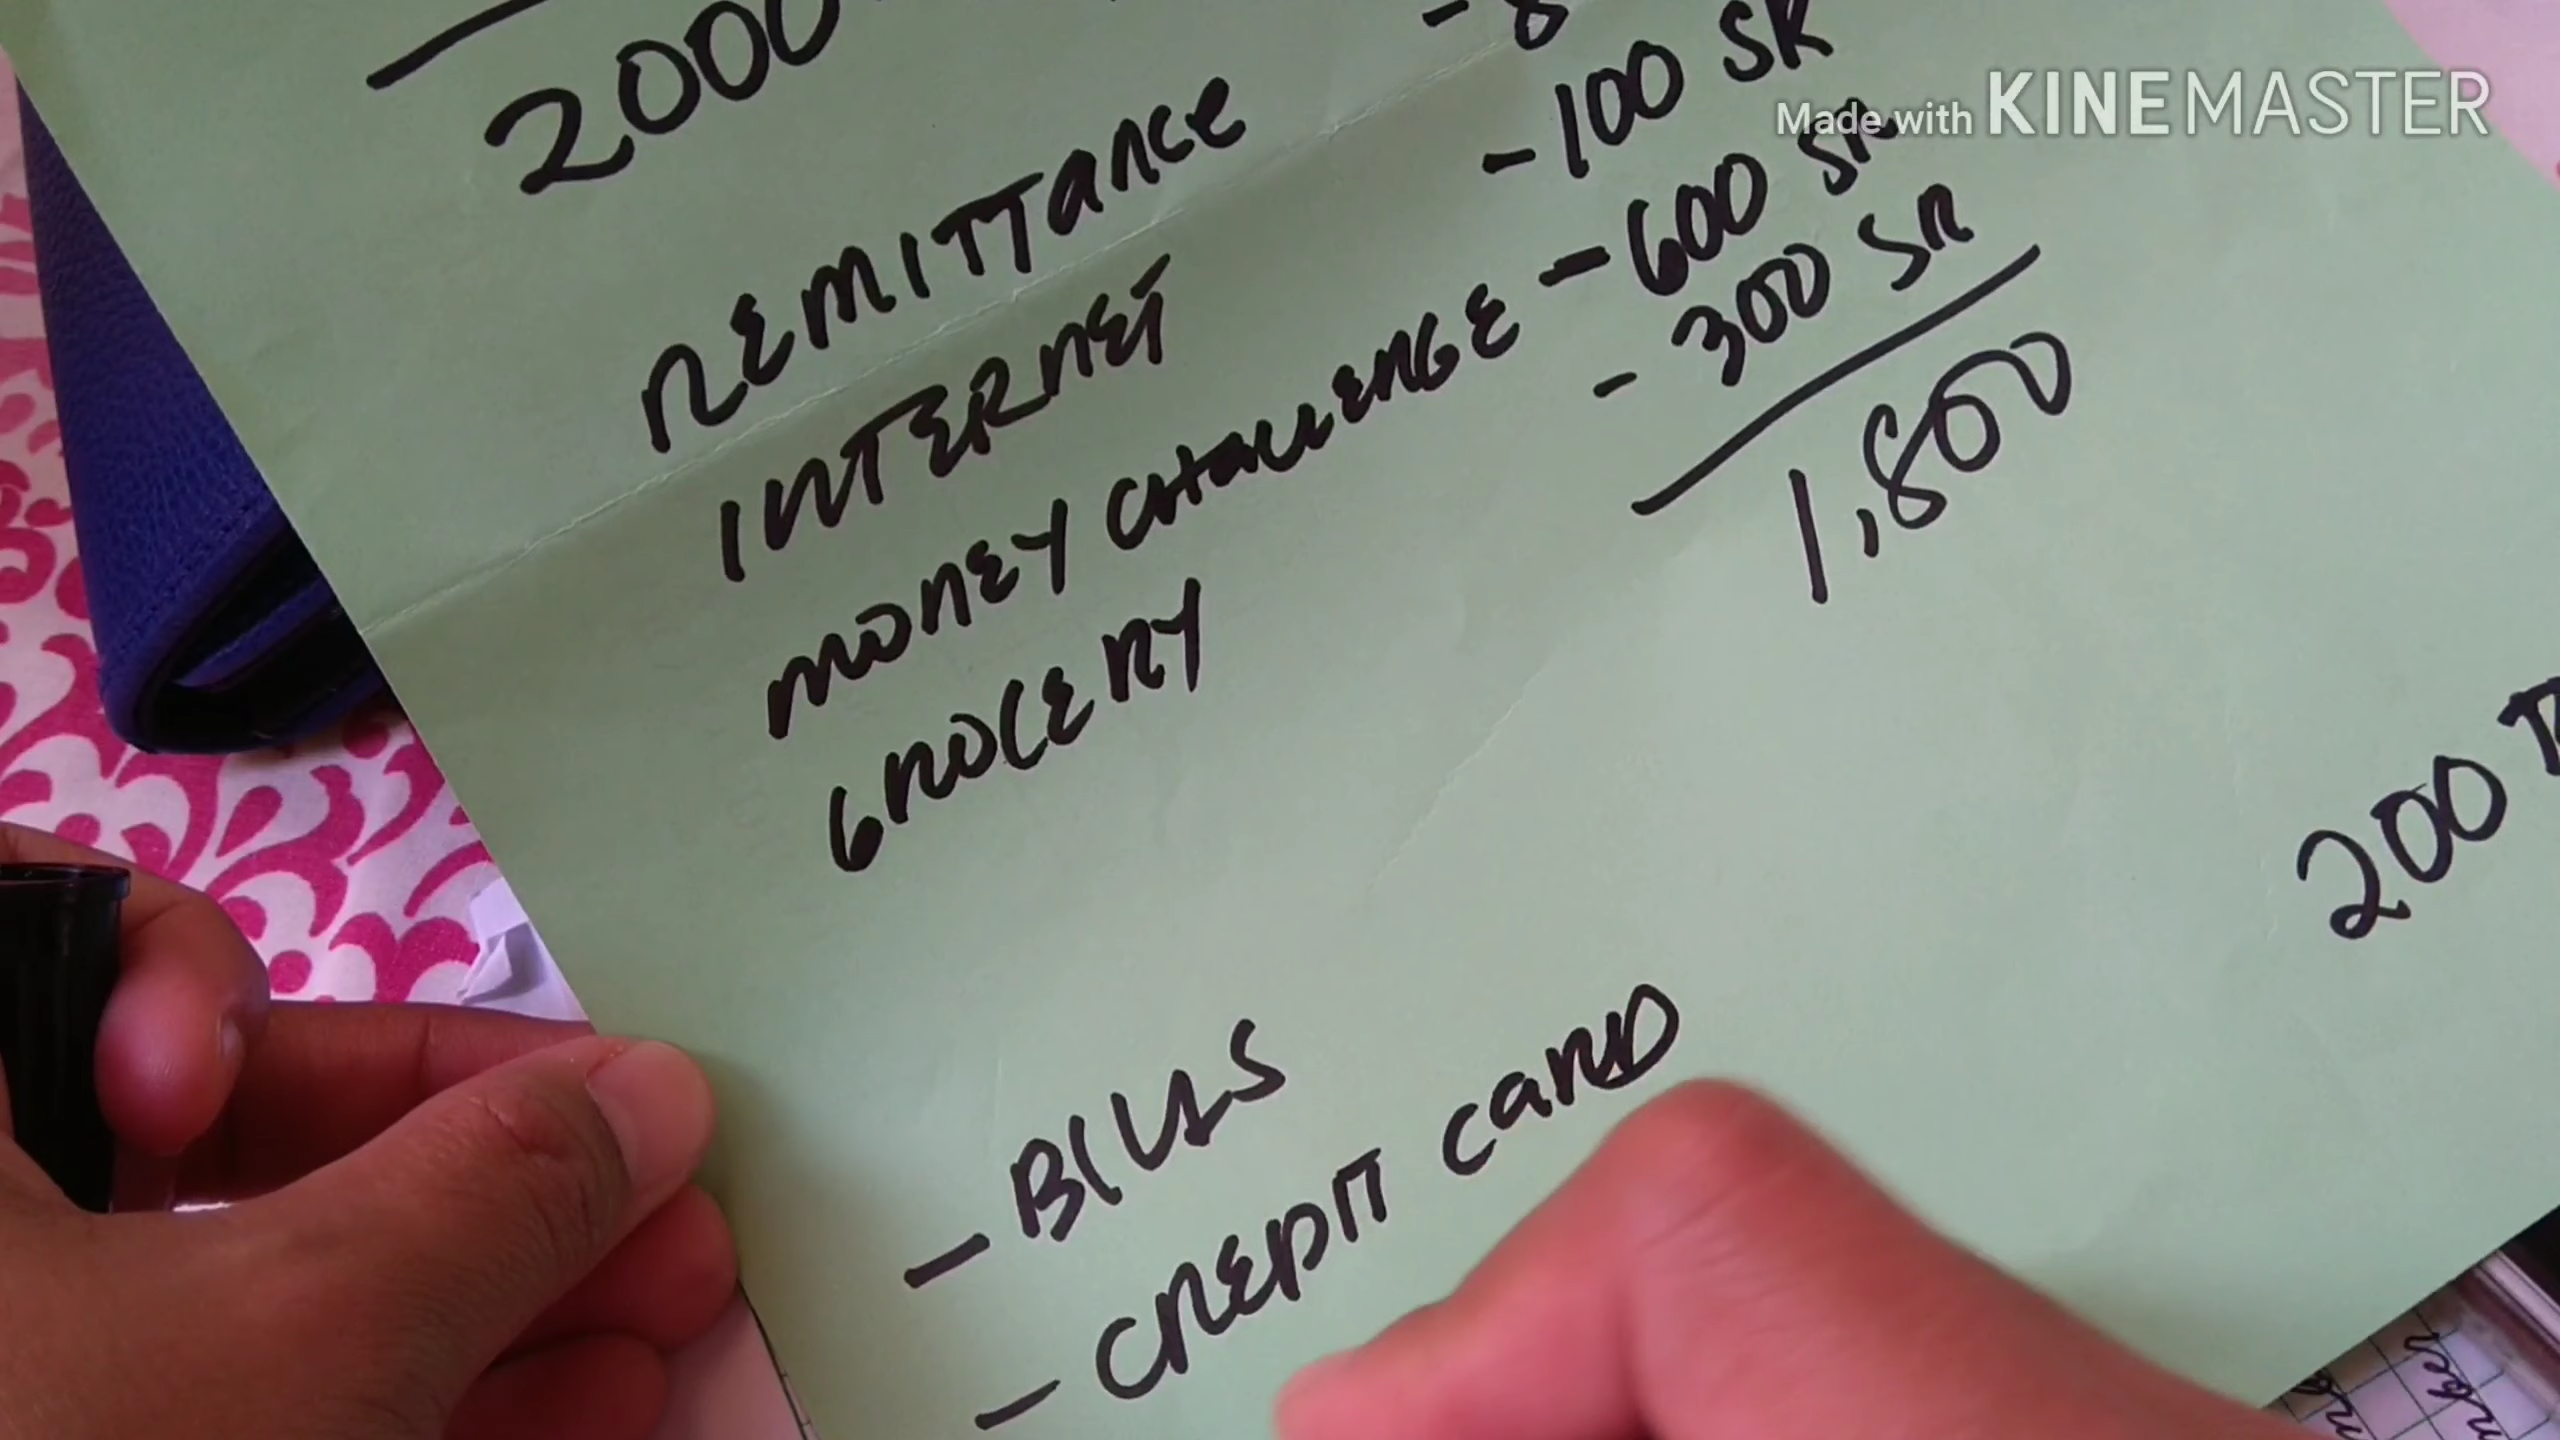 2000
REMITTANCE - 8
INTERNET - 100 SR
MONEY CHALLENGE - 600 SR
GROCERY - 300 SR
1,800
200
- BILLS
- CREDIT CARD
Made with KINEMASTER